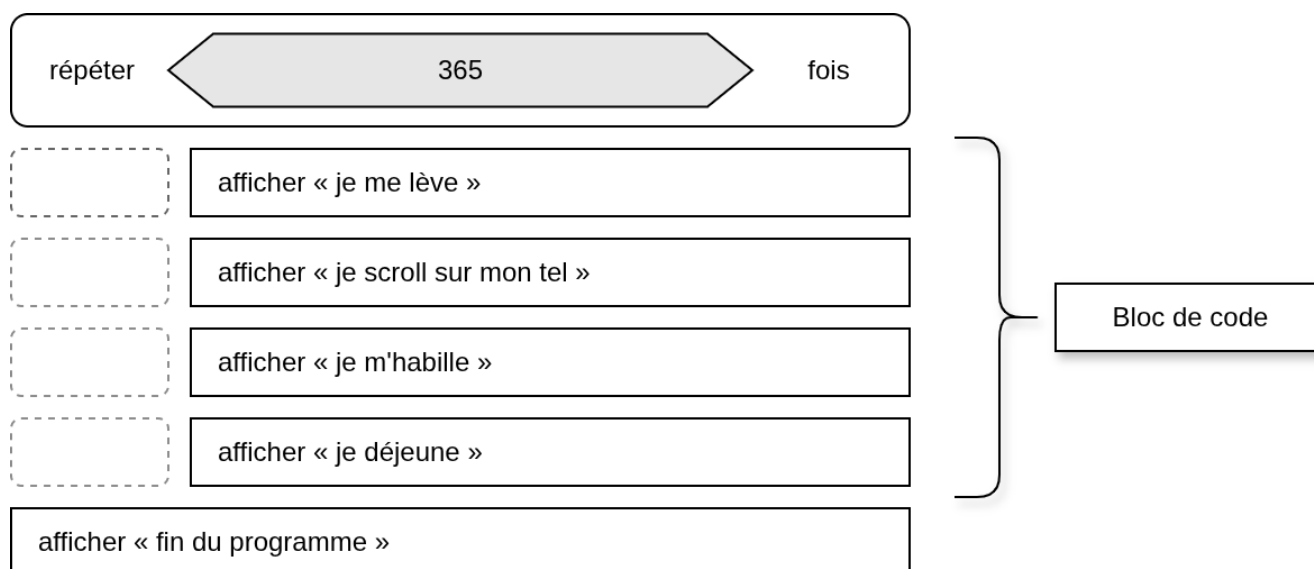 répéter 365 fois
afficher « je me lève »
afficher « je scroll sur mon tel »
afficher « je m'habille »
afficher « je déjeune »
Bloc de code
afficher « fin du programme »